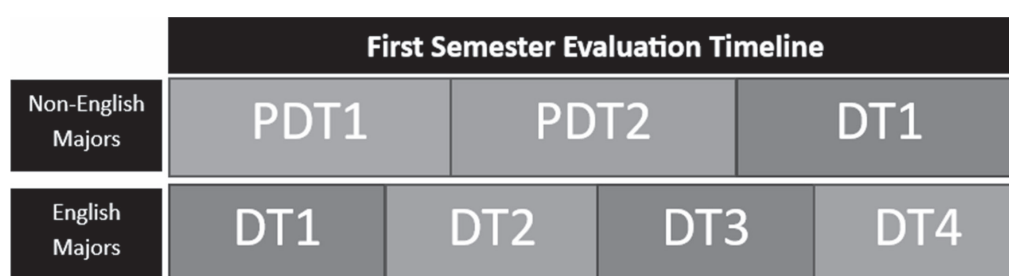 First Semester Evaluation Timeline
Non-English
Majors
PDT1 PDT2 DT1
English
Majors
DT1 DT2 DT3 DT4